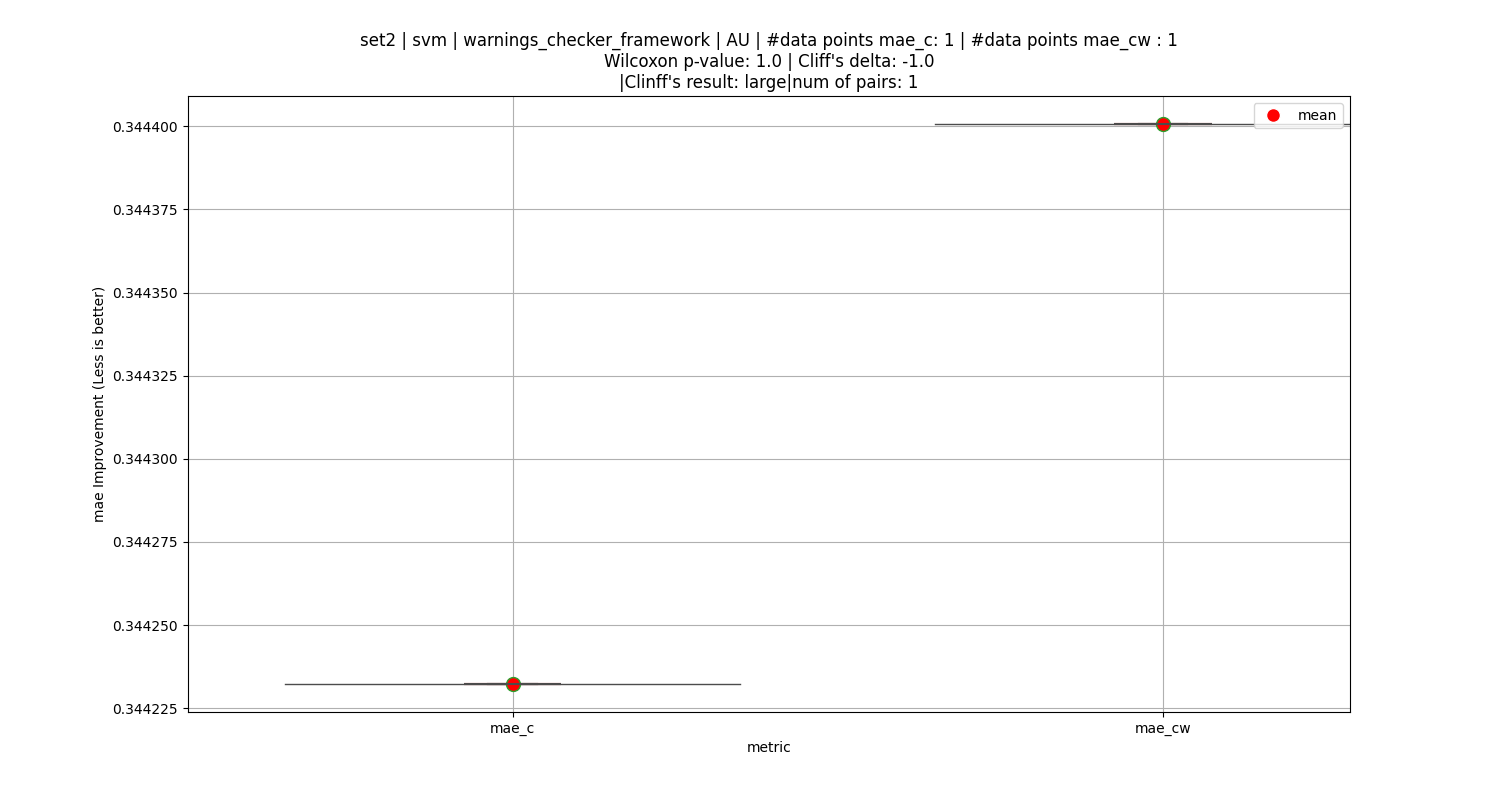 set2 | svm | warnings_checker_framework | AU | #data points mae_c: 1 | #data points mae_cw : 1
Wilcoxon p-value: 1.0 | Cliff's delta: -1.0
|Clinff's result: large|num of pairs: 1
mean
0.344400
0.344375
0.344350
0.344325
0.344300
0.344275
0.344250
0.344225
mae Improvement (Less is better)
mae_c
mae_cw
metric